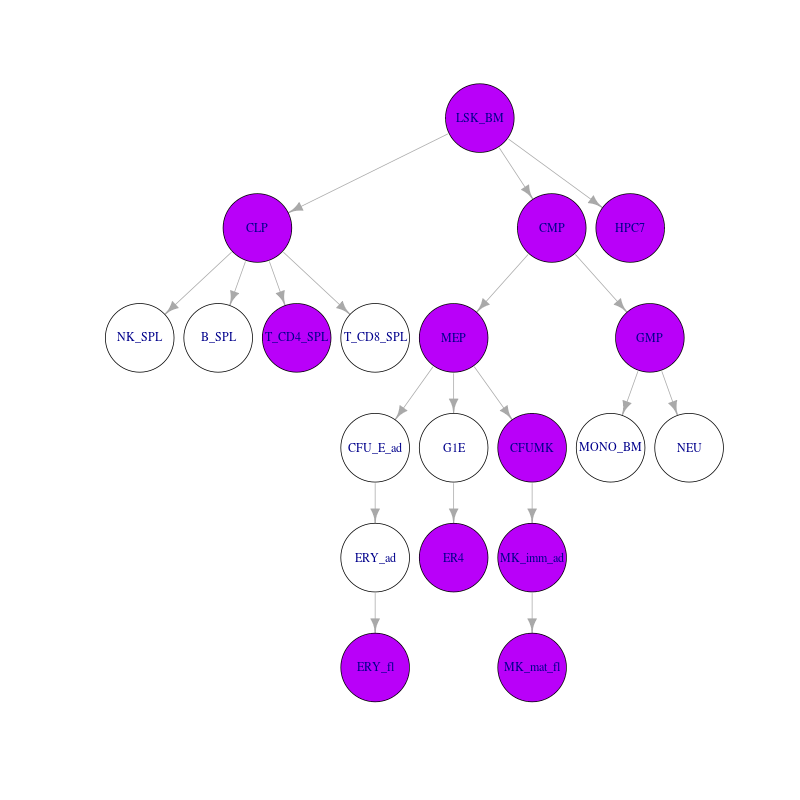 LSK_BM
CLP
CMP
HPC7
NK_SPL
B_SPL
T_CD4_SPL
T_CD8_SPL
MEP
GMP
CFU_E_ad
G1E
CFUMK
MONO_BM
NEU
ERY_ad
ER4
MK_imm_ad
ERY_fl
MK_mat_fl